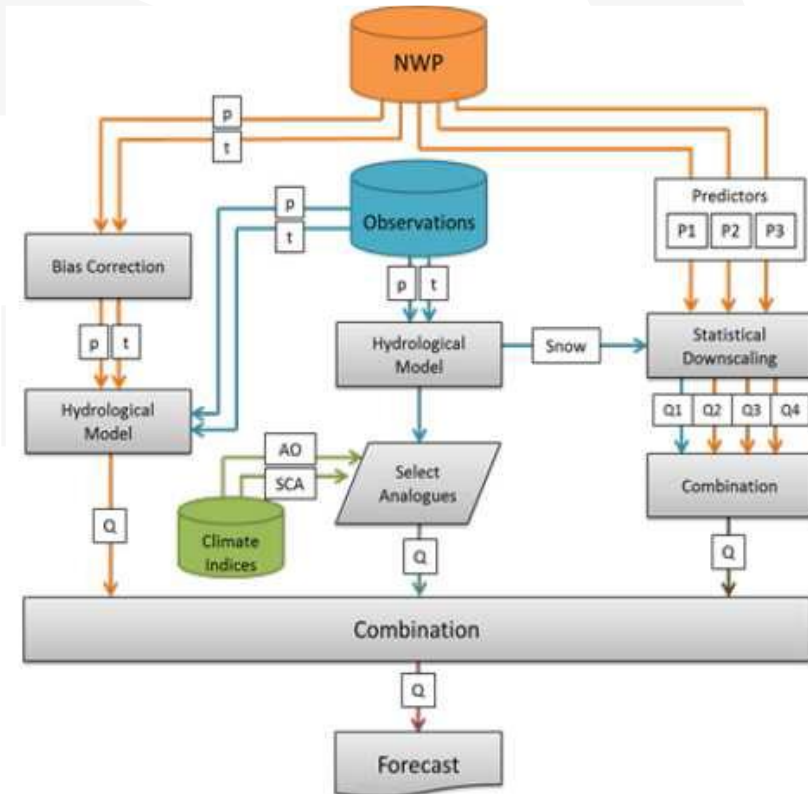 NWP
p
t
p
Observations
t
Predictors
P1 P2 P3
Bias Correction
p t
p t
Hydrological
Model
Snow
Statistical
Downscaling
Hydrological
Model
Q1 Q2 Q3 Q4
AO
SCA
Select
Analogues
Combination
Climate
Indices
Q
Q
Q
Combination
Q
Forecast